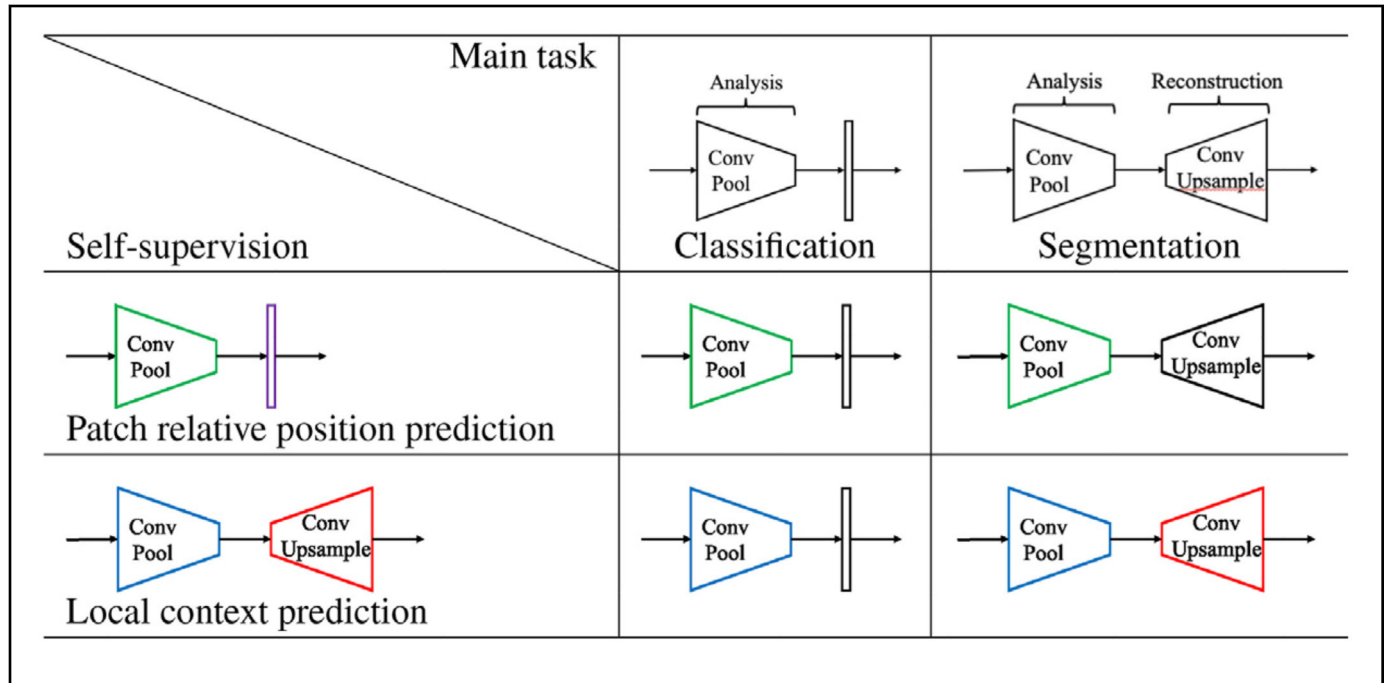 Main task
Analysis
Conv
Pool
Analysis
Reconstruction
Conv
Pool
Conv
Upsample
Self-supervision
Classification
Segmentation
Conv
Pool
Conv
Pool
Conv
Pool
Conv
Upsample
Patch relative position prediction
Conv
Pool
Conv
Upsample
Conv
Pool
Conv
Pool
Conv
Upsample
Local context prediction